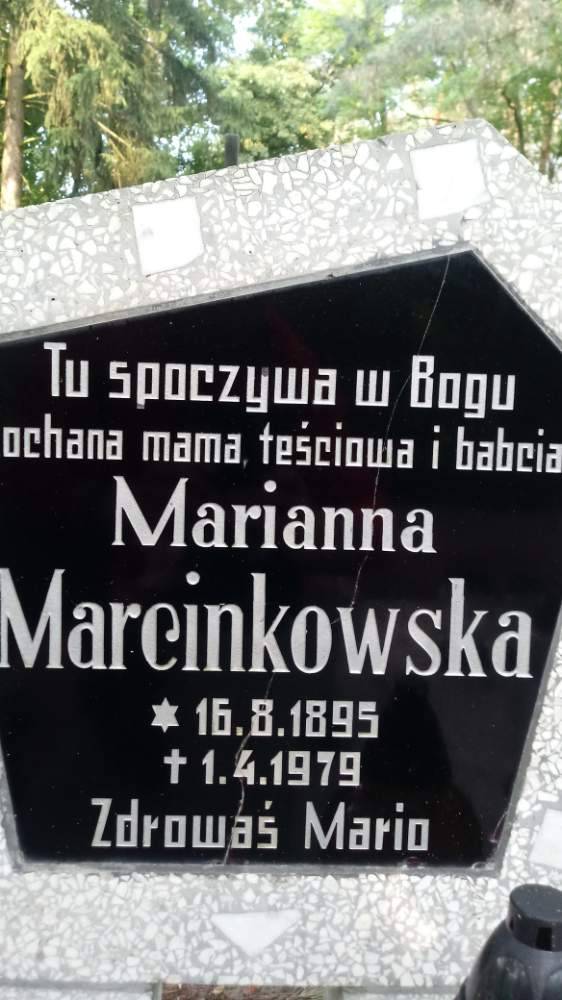 Tu spoczywa w Bogu
ochana mama, teściowa i babcia
Marianna
Marcinkowska
✡ 16.8.1895
✝ 1.4.1979
Zdrowaś Mario